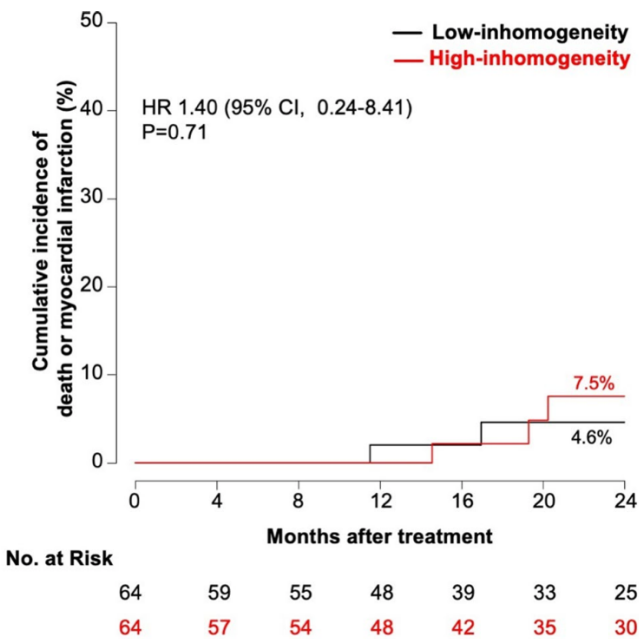 50
Low-inhomogeneity
High-inhomogeneity
40
HR 1.40 (95% CI, 0.24-8.41)
P=0.71
30
Cumulative incidence of
death or myocardial infarction (%)
20
10
7.5%
4.6%
0
0 4 8 12 16 20 24
Months after treatment
No. at Risk
64 59 55 48 39 33 25
64 57 54 48 42 35 30